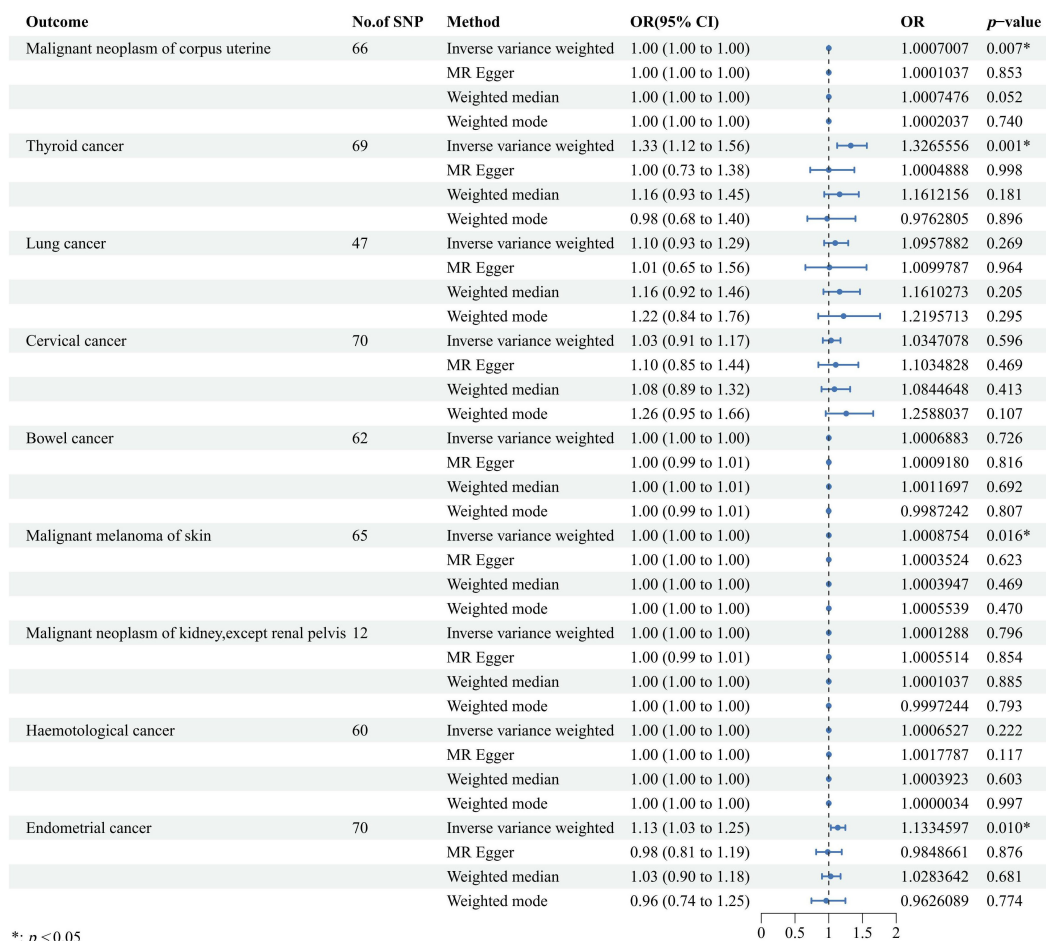 Outcome No.of SNP Method OR(95% CI) OR p−value
Malignant neoplasm of corpus uterine 66 Inverse variance weighted 1.00 (1.00 to 1.00) 1.0007007 0.007*
MR Egger 1.00 (1.00 to 1.00) 1.0001037 0.853
Weighted median 1.00 (1.00 to 1.00) 1.0007476 0.052
Weighted mode 1.00 (1.00 to 1.00) 1.0002037 0.740
Thyroid cancer 69 Inverse variance weighted 1.33 (1.12 to 1.56) 1.3265556 0.001*
MR Egger 1.00 (0.73 to 1.38) 1.0004888 0.998
Weighted median 1.16 (0.93 to 1.45) 1.1612156 0.181
Weighted mode 0.98 (0.68 to 1.40) 0.9762805 0.896
Lung cancer 47 Inverse variance weighted 1.10 (0.93 to 1.29) 1.0957882 0.269
MR Egger 1.01 (0.65 to 1.56) 1.0099787 0.964
Weighted median 1.16 (0.92 to 1.46) 1.1610273 0.205
Weighted mode 1.22 (0.84 to 1.76) 1.2195713 0.295
Cervical cancer 70 Inverse variance weighted 1.03 (0.91 to 1.17) 1.0347078 0.596
MR Egger 1.10 (0.85 to 1.44) 1.1034828 0.469
Weighted median 1.08 (0.89 to 1.32) 1.0844648 0.413
Weighted mode 1.26 (0.95 to 1.66) 1.2588037 0.107
Bowel cancer 62 Inverse variance weighted 1.00 (1.00 to 1.00) 1.0006883 0.726
MR Egger 1.00 (0.99 to 1.01) 1.0009180 0.816
Weighted median 1.00 (1.00 to 1.01) 1.0011697 0.692
Weighted mode 1.00 (0.99 to 1.01) 0.9987242 0.807
Malignant melanoma of skin 65 Inverse variance weighted 1.00 (1.00 to 1.00) 1.0008754 0.016*
MR Egger 1.00 (1.00 to 1.00) 1.0003524 0.623
Weighted median 1.00 (1.00 to 1.00) 1.0003947 0.469
Weighted mode 1.00 (1.00 to 1.00) 1.0005539 0.470
Malignant neoplasm of kidney,except renal pelvis 12 Inverse variance weighted 1.00 (1.00 to 1.00) 1.0001288 0.796
MR Egger 1.00 (0.99 to 1.01) 1.0005514 0.854
Weighted median 1.00 (1.00 to 1.00) 1.0001037 0.885
Weighted mode 1.00 (1.00 to 1.00) 0.9997244 0.793
Haemotological cancer 60 Inverse variance weighted 1.00 (1.00 to 1.00) 1.0006527 0.222
MR Egger 1.00 (1.00 to 1.00) 1.0017787 0.117
Weighted median 1.00 (1.00 to 1.00) 1.0003923 0.603
Weighted mode 1.00 (1.00 to 1.00) 1.0000034 0.997
Endometrial cancer 70 Inverse variance weighted 1.13 (1.03 to 1.25) 1.1334597 0.010*
MR Egger 0.98 (0.81 to 1.19) 0.9848661 0.876
Weighted median 1.03 (0.90 to 1.18) 1.0283642 0.681
Weighted mode 0.96 (0.74 to 1.25) 0.9626089 0.774
0 0.5 1 1.5 2
*: p<0.05